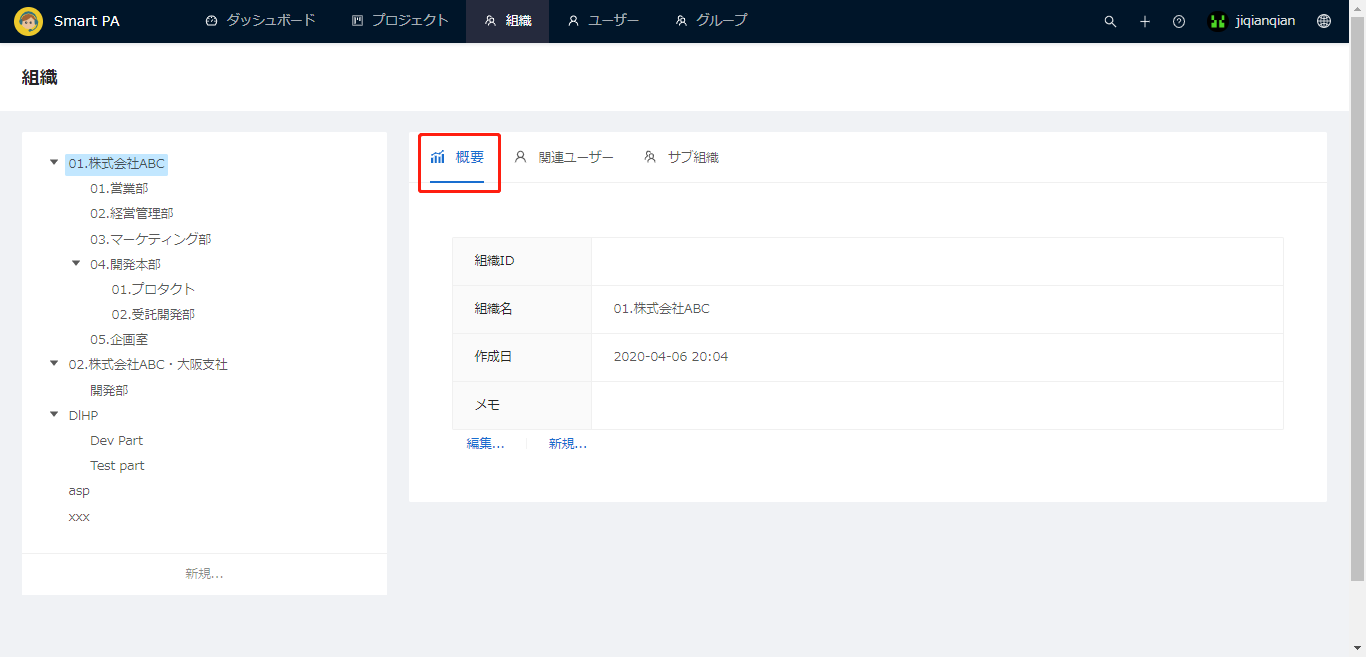 Smart PA ダッシュボード プロジェクト 組織 ユーザー グループ jiqianqian
組織
01.株式会社ABC
01.営業部
02.経営管理部
03.マーケティング部
04.開発本部
01.プロタクト
02.受託開発部
05.企画室
02.株式会社ABC・大阪支社
開発部
DlHP
Dev Part
Test part
asp
xxx
新規...
概要 関連ユーザー サブ組織
組織ID
組織名 01.株式会社ABC
作成日 2020-04-06 20:04
メモ
編集... 新規...